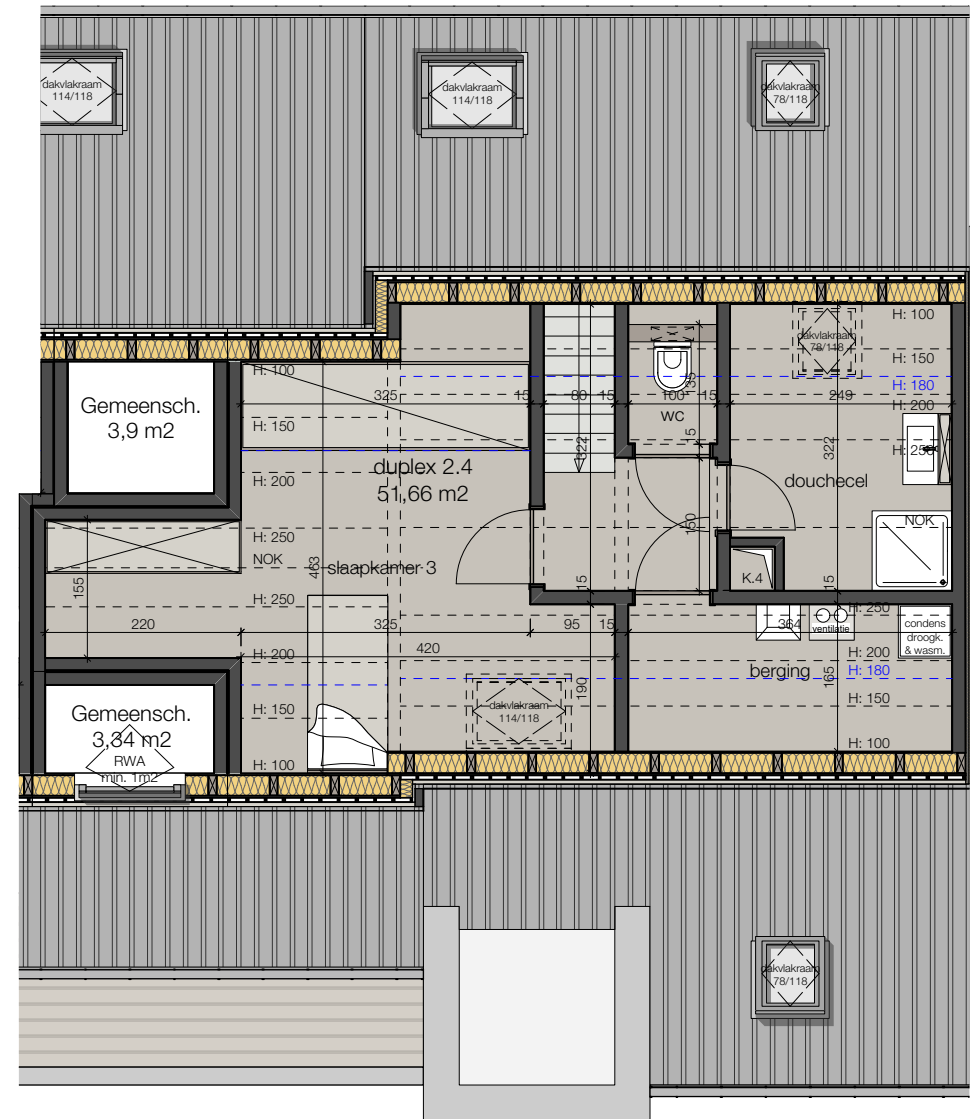 dakvlakraam
114/118
dakvlakraam
114/118
dakvlakraam
78/118
H: 100
dakvlakraam
78/118
H: 150
H: 100
H: 180
325
15
80
15
100
15
249
H: 200
135
Gemeensch.
3,9 m2
WC
H: 150
15
322
322
H: 250
duplex 2.4
51,66 m2
H: 200
douchecel
NOK
150
H: 250
NOK
463
slaapkamer 3
K.4
155
15
15
H: 250
H: 250
220
325
95
15
364
ventilatie
condens
droogk.
& wasm.
420
H: 200
H: 200
berging
H: 180
165
190
H: 150
H: 150
dakvlakraam
114/118
Gemeensch.
3,34 m2
RWA
min. 1m2
H: 100
H: 100
dakvlakraam
78/118